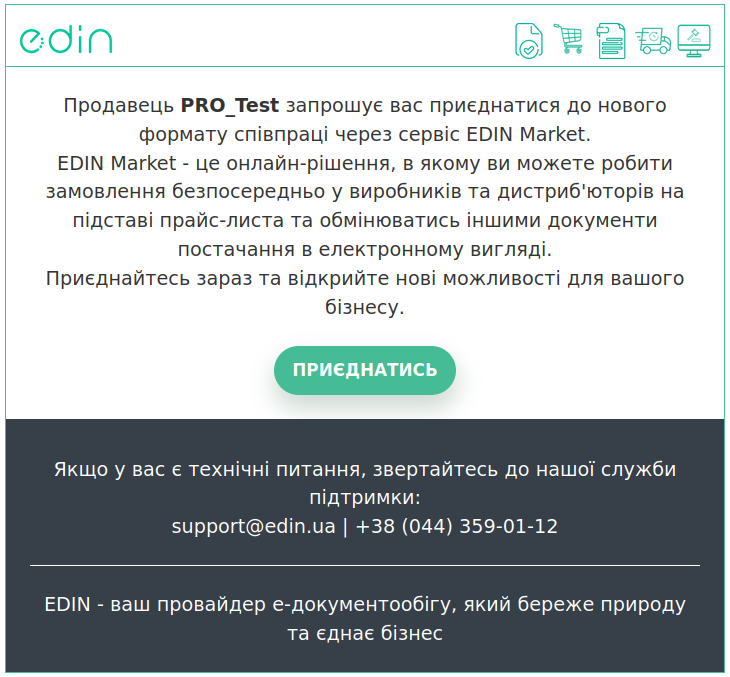 edin
Продавець PRO_Test запрошує вас приєднатися до нового
формату співпраці через сервіс EDIN Market.
EDIN Market - це онлайн-рішення, в якому ви можете робити
замовлення безпосередньо у виробників та дистриб'юторів на
підставі прайс-листа та обмінюватись іншими документи
постачання в електронному вигляді.
Приєднайтесь зараз та відкрийте нові можливості для вашого
бізнесу.
ПРИЄДНАТИСЬ
Якщо у вас є технічні питання, звертайтесь до нашої служби
підтримки:
support@edin.ua | +38 (044) 359-01-12
EDIN - ваш провайдер е-документообігу, який береже природу
та єднає бізнес